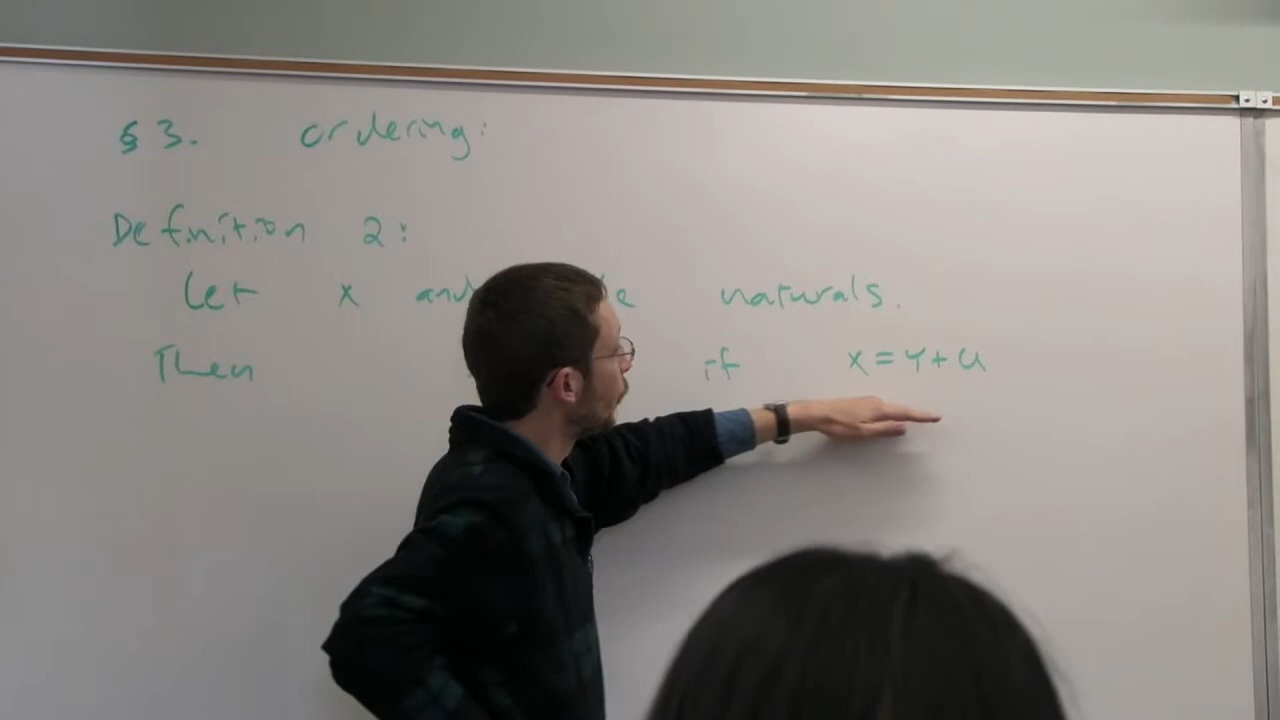 § 3. ordering:
Definition 2:
Let x and naturals.
Then if x = y + u